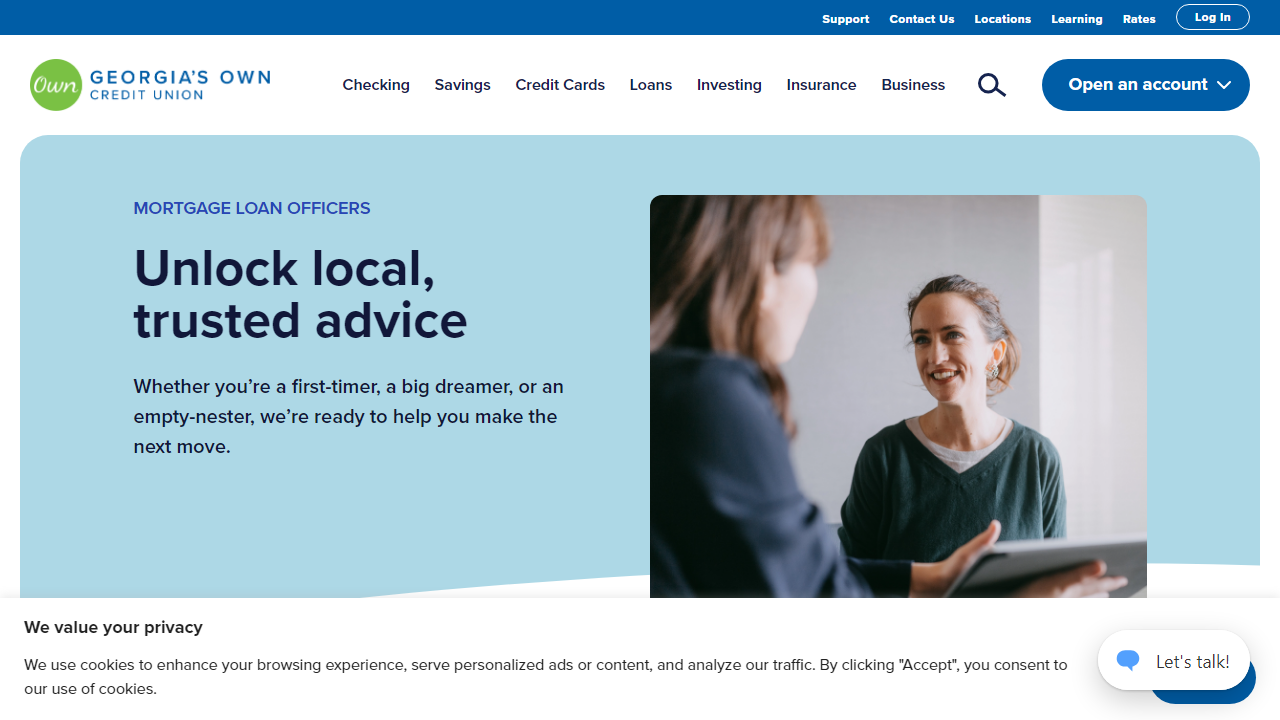 Support Contact Us Locations Learning Rates Log In
Own GEORGIA'S OWN
CREDIT UNION
Checking Savings Credit Cards Loans Investing Insurance Business Open an account
MORTGAGE LOAN OFFICERS
Unlock local,
trusted advice
Whether you’re a first-timer, a big dreamer, or an
empty-nester, we’re ready to help you make the
next move.
We value your privacy
We use cookies to enhance your browsing experience, serve personalized ads or content, and analyze our traffic. By clicking "Accept", you consent to
our use of cookies.
Let's talk!